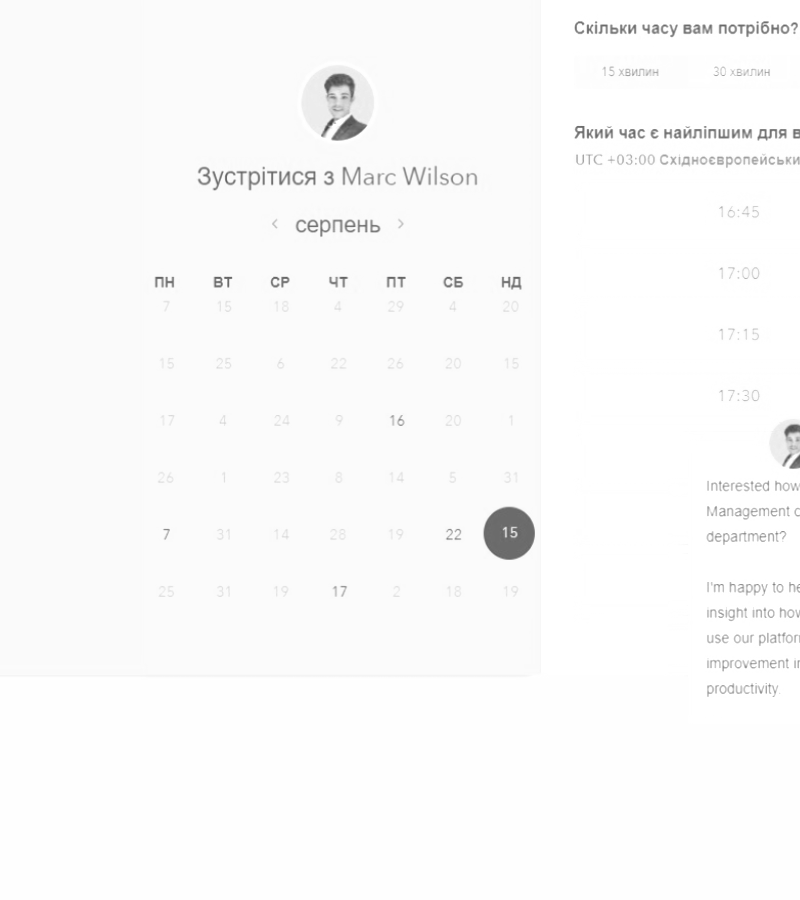 Зустрітися з Marc Wilson
< серпень >
ПН ВТ СР ЧТ ПТ СБ НД
7 15 18 4 29 4 20
15 25 6 22 26 20 15
17 4 24 9 16 20 1
26 1 23 8 14 5 31
7 31 14 28 19 22 15
25 31 19 17 2 18 19
Скільки часу вам потрібно?
15 хвилин 30 хвилин
Який час є найліпшим для в
UTC +03:00 Східноєвропейськи
16:45
17:00
17:15
17:30
Interested how
Management c
department?
I'm happy to he
insight into how
use our platfor
improvement in
productivity